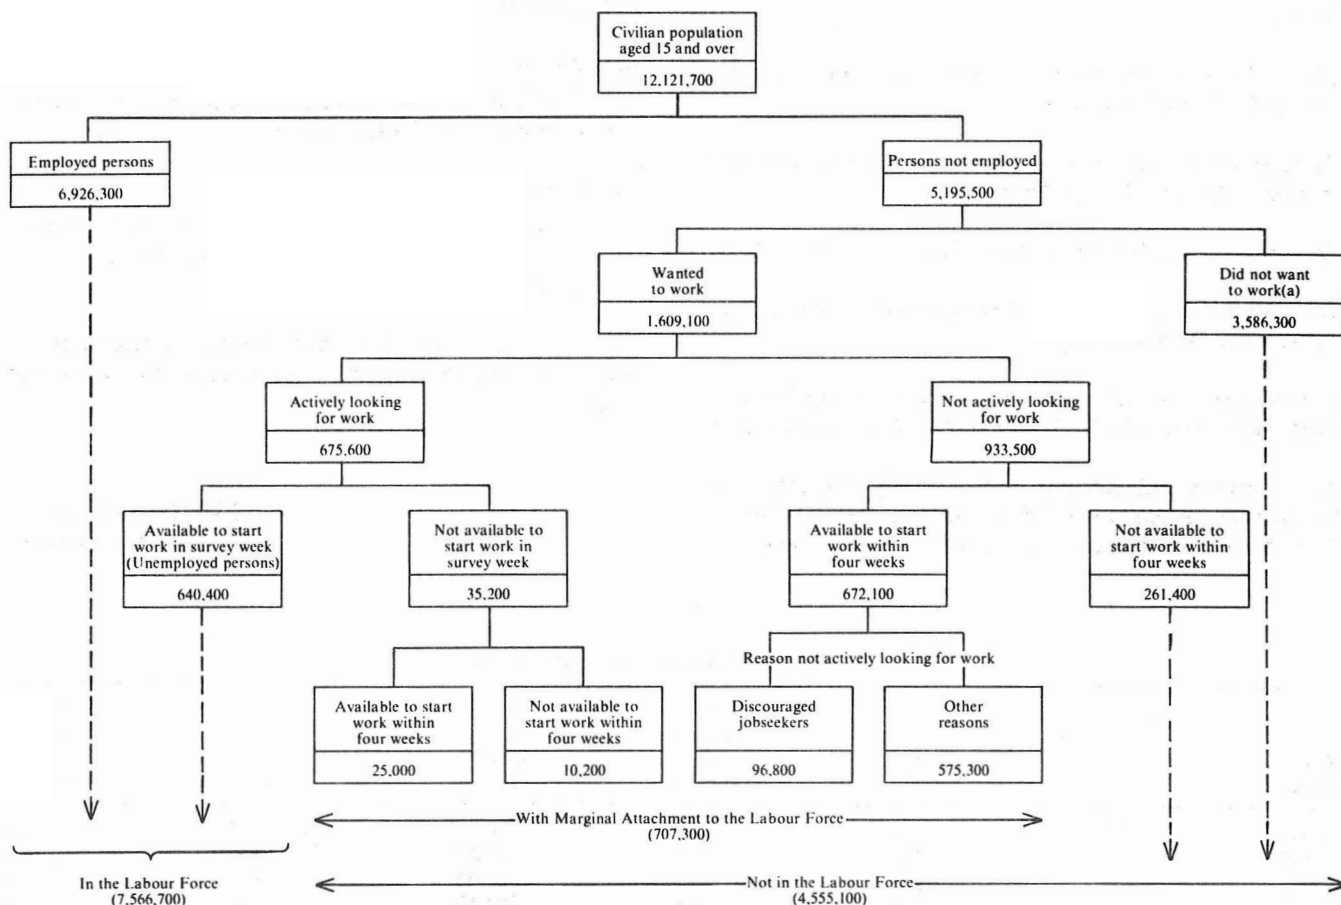 Civilian population
aged 15 and over
12,121,700
Employed persons
6,926,300
Persons not employed
5,195,500
Wanted
to work
1,609,100
Did not want
to work(a)
3,586,300
Actively looking
for work
675,600
Not actively looking
for work
933,500
Available to start
work in survey week
(Unemployed persons)
640,400
Not available to
start work in
survey week
35,200
Available to start
work within
four weeks
672,100
Not available to
start work within
four weeks
261,400
Reason not actively looking for work
Available to start
work within
four weeks
25,000
Not available to
start work within
four weeks
10,200
Discouraged
jobseekers
96,800
Other
reasons
575,300
With Marginal Attachment to the Labour Force
(707,300)
In the Labour Force
(7,566,700)
Not in the Labour Force
(4,555,100)